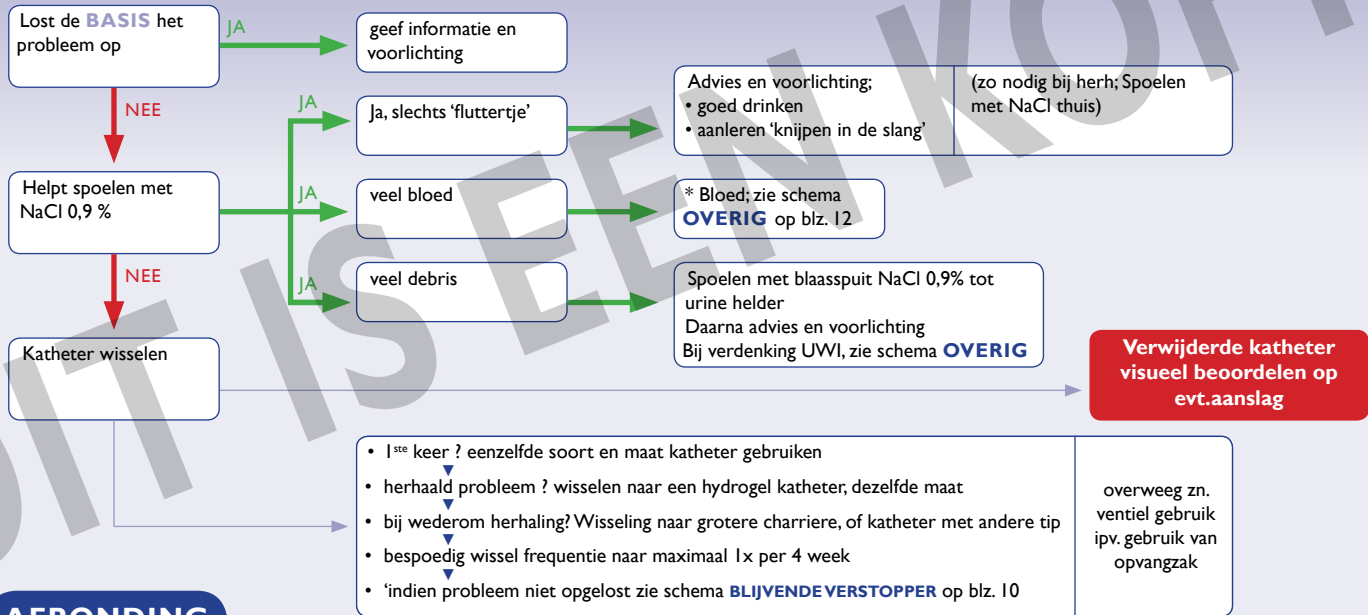 Lost de BASIS het
probleem op
JA
geef informatie en
voorlichting
NEE
JA
Ja, slechts ‘fluttertje’
Advies en voorlichting;
• goed drinken
• aanleren ‘knijpen in de slang’
(zo nodig bij herh; Spoelen
met NaCl thuis)
Helpt spoelen met
NaCl 0,9 %
JA
veel bloed
* Bloed; zie schema
OVERIG op blz. 12
NEE
JA
veel debris
Spoelen met blaasspuit NaCl 0,9% tot
urine helder
Daarna advies en voorlichting
Bij verdenking UWI, zie schema OVERIG
Katheter wisselen
Verwijderde katheter
visueel beoordelen op
evt.aanslag
• 1ste keer ? eenzelfde soort en maat katheter gebruiken
• herhaald probleem ? wisselen naar een hydrogel katheter, dezelfde maat
• bij wederom herhaling? Wisseling naar grotere charriere, of katheter met andere tip
• bespoedig wissel frequentie naar maximaal 1x per 4 week
• ‘indien probleem niet opgelost zie schema BLIJVENDE VERSTOPPER op blz. 10
overweeg zn.
ventiel gebruik
ipv. gebruik van
opvangzak
AFRONDING
DIT IS EEN